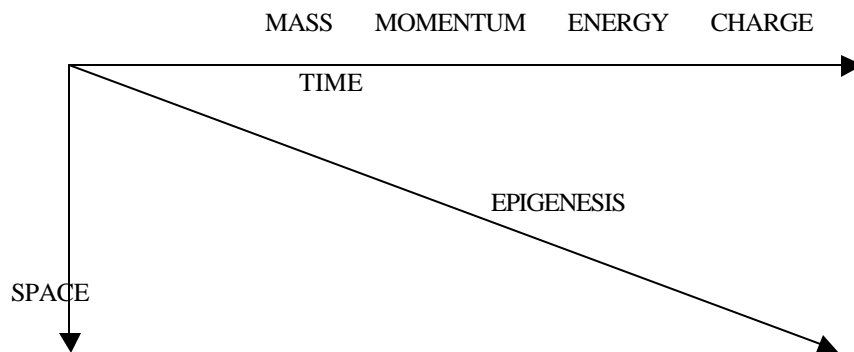 MASS MOMENTUM ENERGY CHARGE
TIME
EPIGENESIS
SPACE